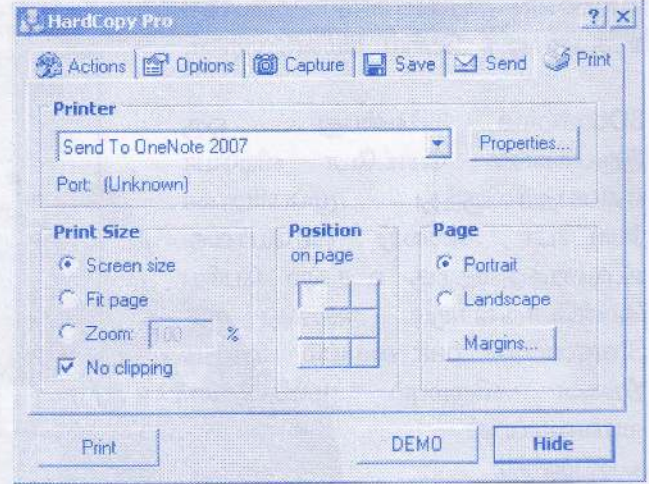 HardCopy Pro
Actions Options Capture Save Send Print
Printer
Send To OneNote 2007 Properties...
Port: (Unknown)
Print Size
Screen size
Fit page
Zoom: 100 %
No clipping
Position
on page
Page
Portrait
Landscape
Margins...
Print DEMO Hide